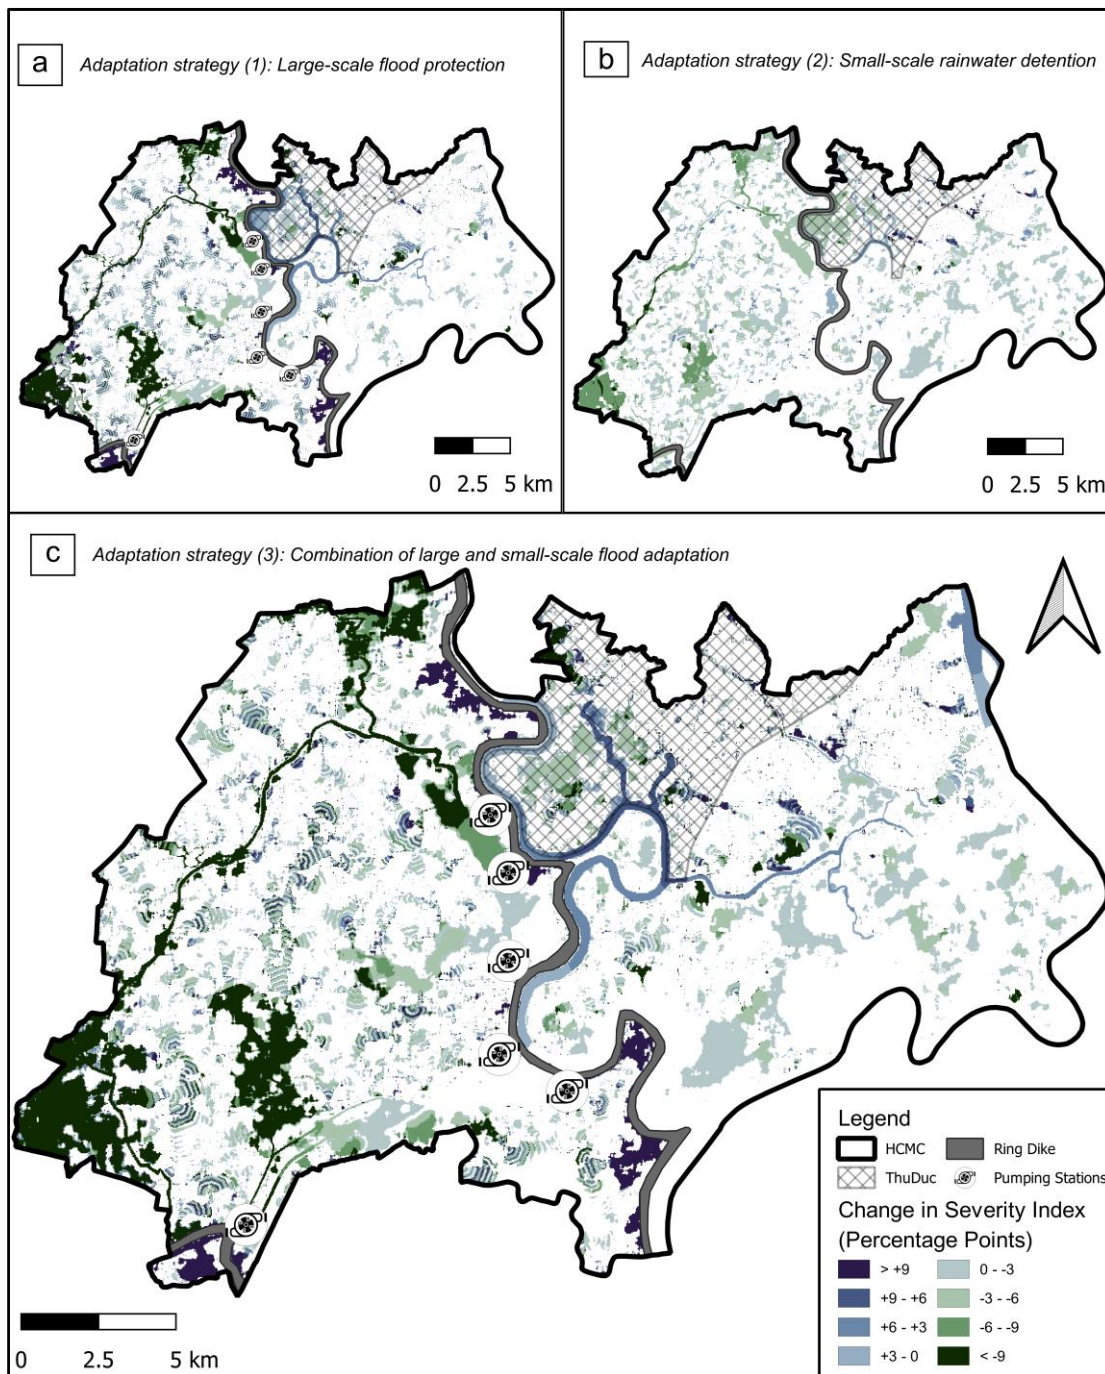 a
Adaptation strategy (1): Large-scale flood protection
0 2.5 5 km
b
Adaptation strategy (2): Small-scale rainwater detention
0 2.5 5 km
c
Adaptation strategy (3): Combination of large and small-scale flood adaptation
0 2.5 5 km
Legend
HCMC Ring Dike
ThuDuc Pumping Stations
Change in Severity Index
(Percentage Points)
> +9 0 - -3
+9 - +6 -3 - -6
+6 - +3 -6 - -9
+3 - 0 < -9